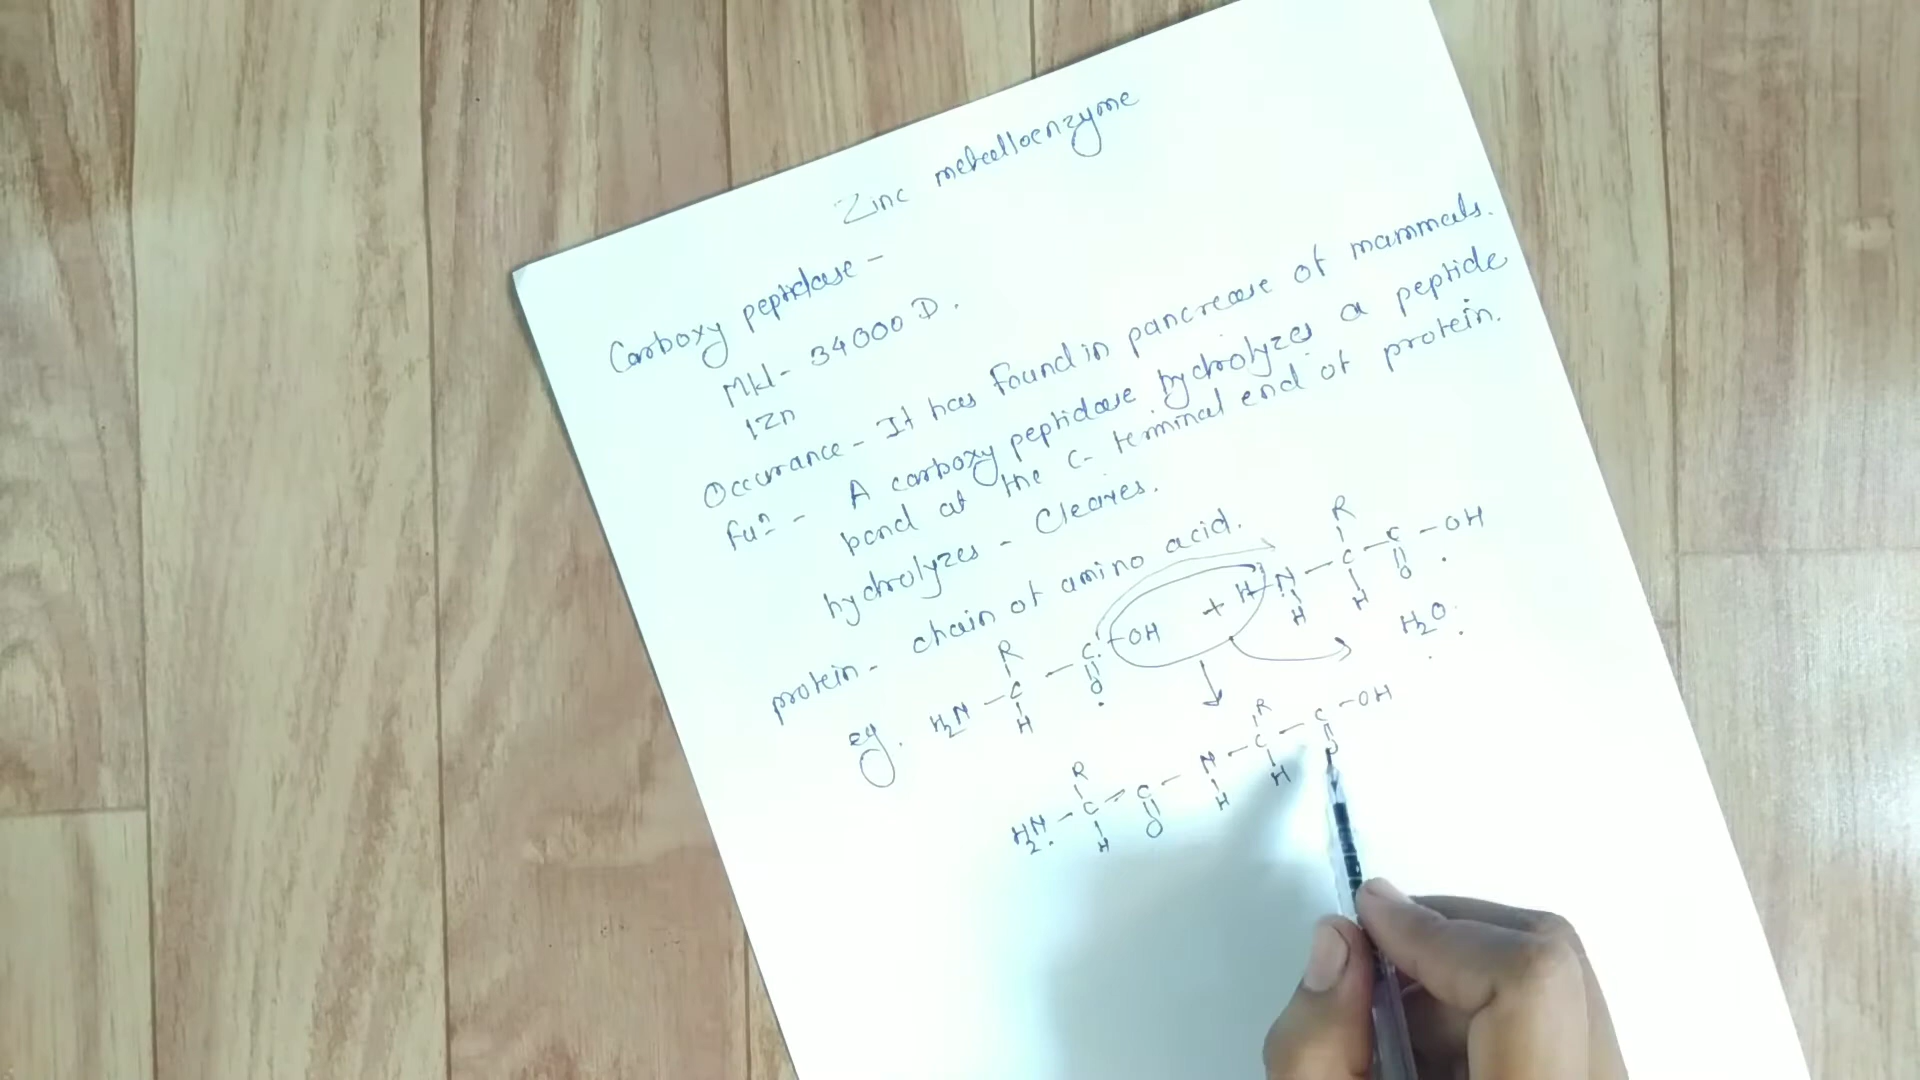 Zinc metalloenzyme
Carboxy peptidase -
MW - 34000 D.
1Zn
Occurrance - It has found in pancrease of mammals.
Fuⁿ - A carboxy peptidase hydrolyzes a peptide
bond at the C- terminal end of protein.
hydrolyzes - Cleaves.
protein - chain of amino acid.
eg. H₂N - C - C - OH + H - N - C - C - OH
R R
H O H H O
H₂O.
H₂N - C - C - N - C - C - OH
R R
H O H H O